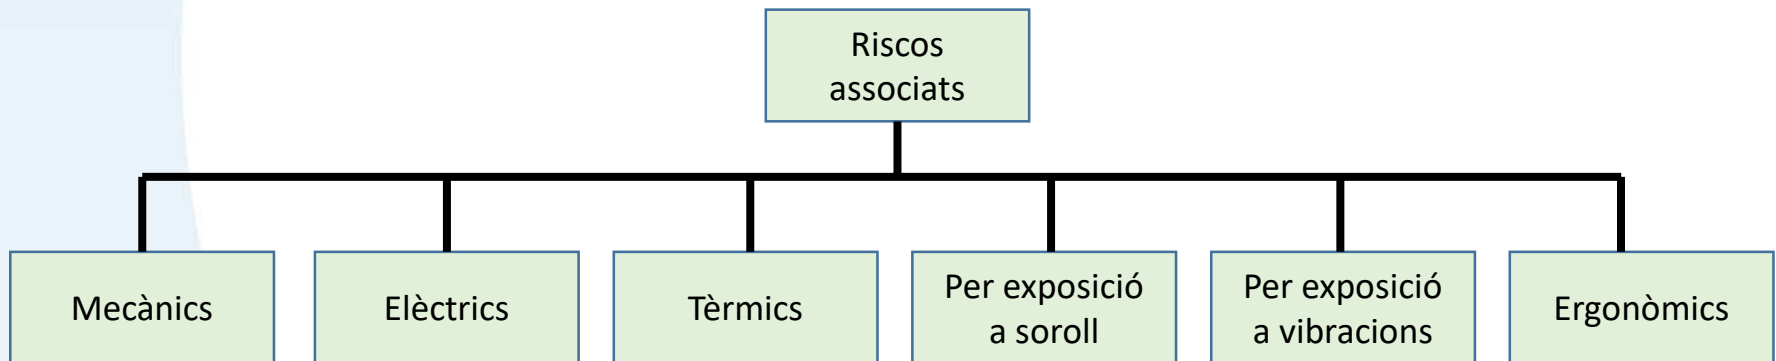 Riscos
associats
Mecànics
Elèctrics
Tèrmics
Per exposició
a soroll
Per exposició
a vibracions
Ergonòmics